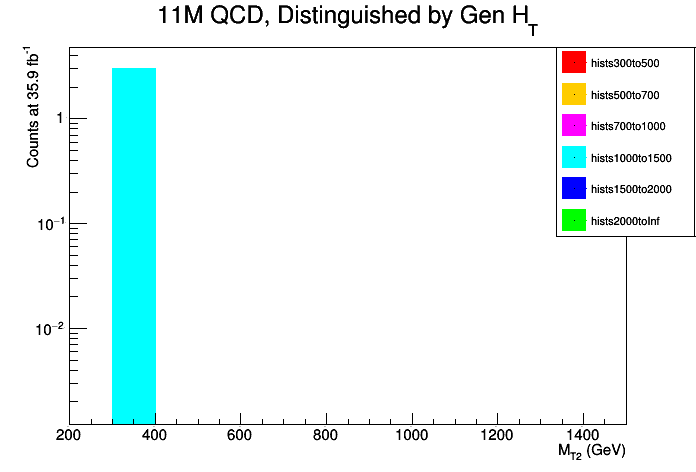 11M QCD, Distinguished by Gen H_T
Counts at 35.9 fb^-1
1
10^-1
10^-2
200 400 600 800 1000 1200 1400
M_T2 (GeV)
hists300to500
hists500to700
hists700to1000
hists1000to1500
hists1500to2000
hists2000toInf